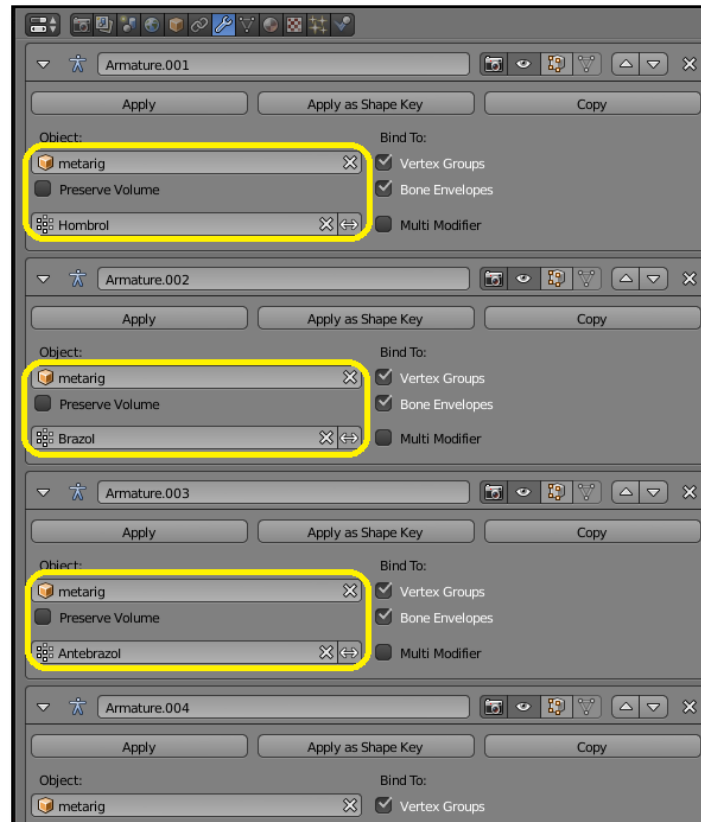 Armature.001
Apply Apply as Shape Key Copy
Object: Bind To:
metarig Vertex Groups
Preserve Volume Bone Envelopes
Hombrol Multi Modifier
Armature.002
Apply Apply as Shape Key Copy
Object: Bind To:
metarig Vertex Groups
Preserve Volume Bone Envelopes
Brazol Multi Modifier
Armature.003
Apply Apply as Shape Key Copy
Object: Bind To:
metarig Vertex Groups
Preserve Volume Bone Envelopes
Antebrazol Multi Modifier
Armature.004
Apply Apply as Shape Key Copy
Object: Bind To:
metarig Vertex Groups